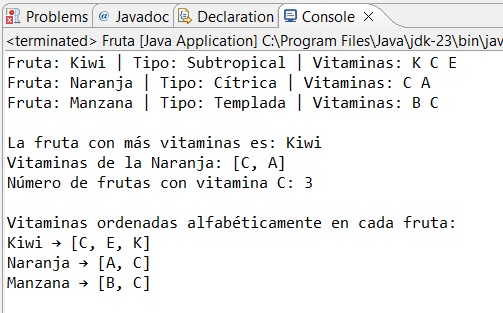 Problems @ Javadoc Declaration Console
<terminated> Fruta [Java Application] C:\Program Files\Java\jdk-23\bin\jav
Fruta: Kiwi | Tipo: Subtropical | Vitaminas: K C E
Fruta: Naranja | Tipo: Cítrica | Vitaminas: C A
Fruta: Manzana | Tipo: Templada | Vitaminas: B C
La fruta con más vitaminas es: Kiwi
Vitaminas de la Naranja: [C, A]
Número de frutas con vitamina C: 3
Vitaminas ordenadas alfabéticamente en cada fruta:
Kiwi → [C, E, K]
Naranja → [A, C]
Manzana → [B, C]